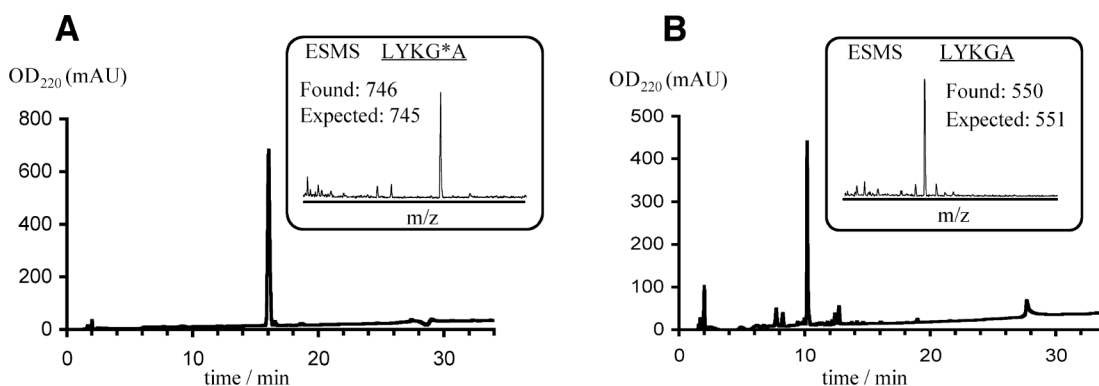 A
OD220 (mAU)
800
600
400
200
0
0
10
20
30
time / min
ESMS LYKG*A
Found: 746
Expected: 745
m/z
B
OD220 (mAU)
500
400
300
200
100
0
0
10
20
30
time / min
ESMS LYKGA
Found: 550
Expected: 551
m/z